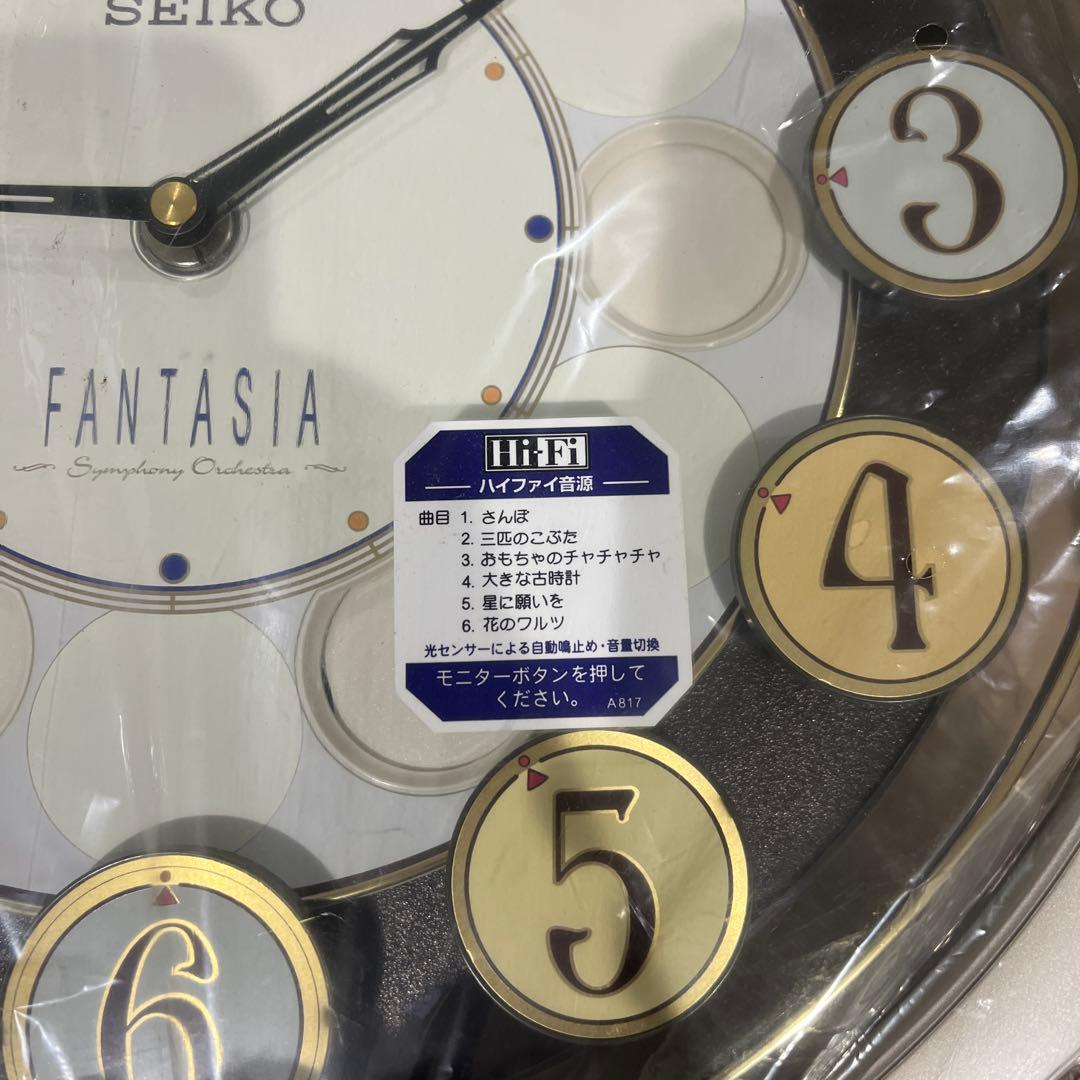 SEIKO
3
FANTASIA
Symphony Orchestra
Hi-Fi
ハイファイ音源
曲目 1. さんぽ
2. 三匹のこぶた
3. おもちゃのチャチャチャ
4. 大きな古時計
5. 星に願いを
6. 花のワルツ
光センサーによる自動鳴止め・音量切換
モニターボタンを押して
ください。 A817
4
5
6